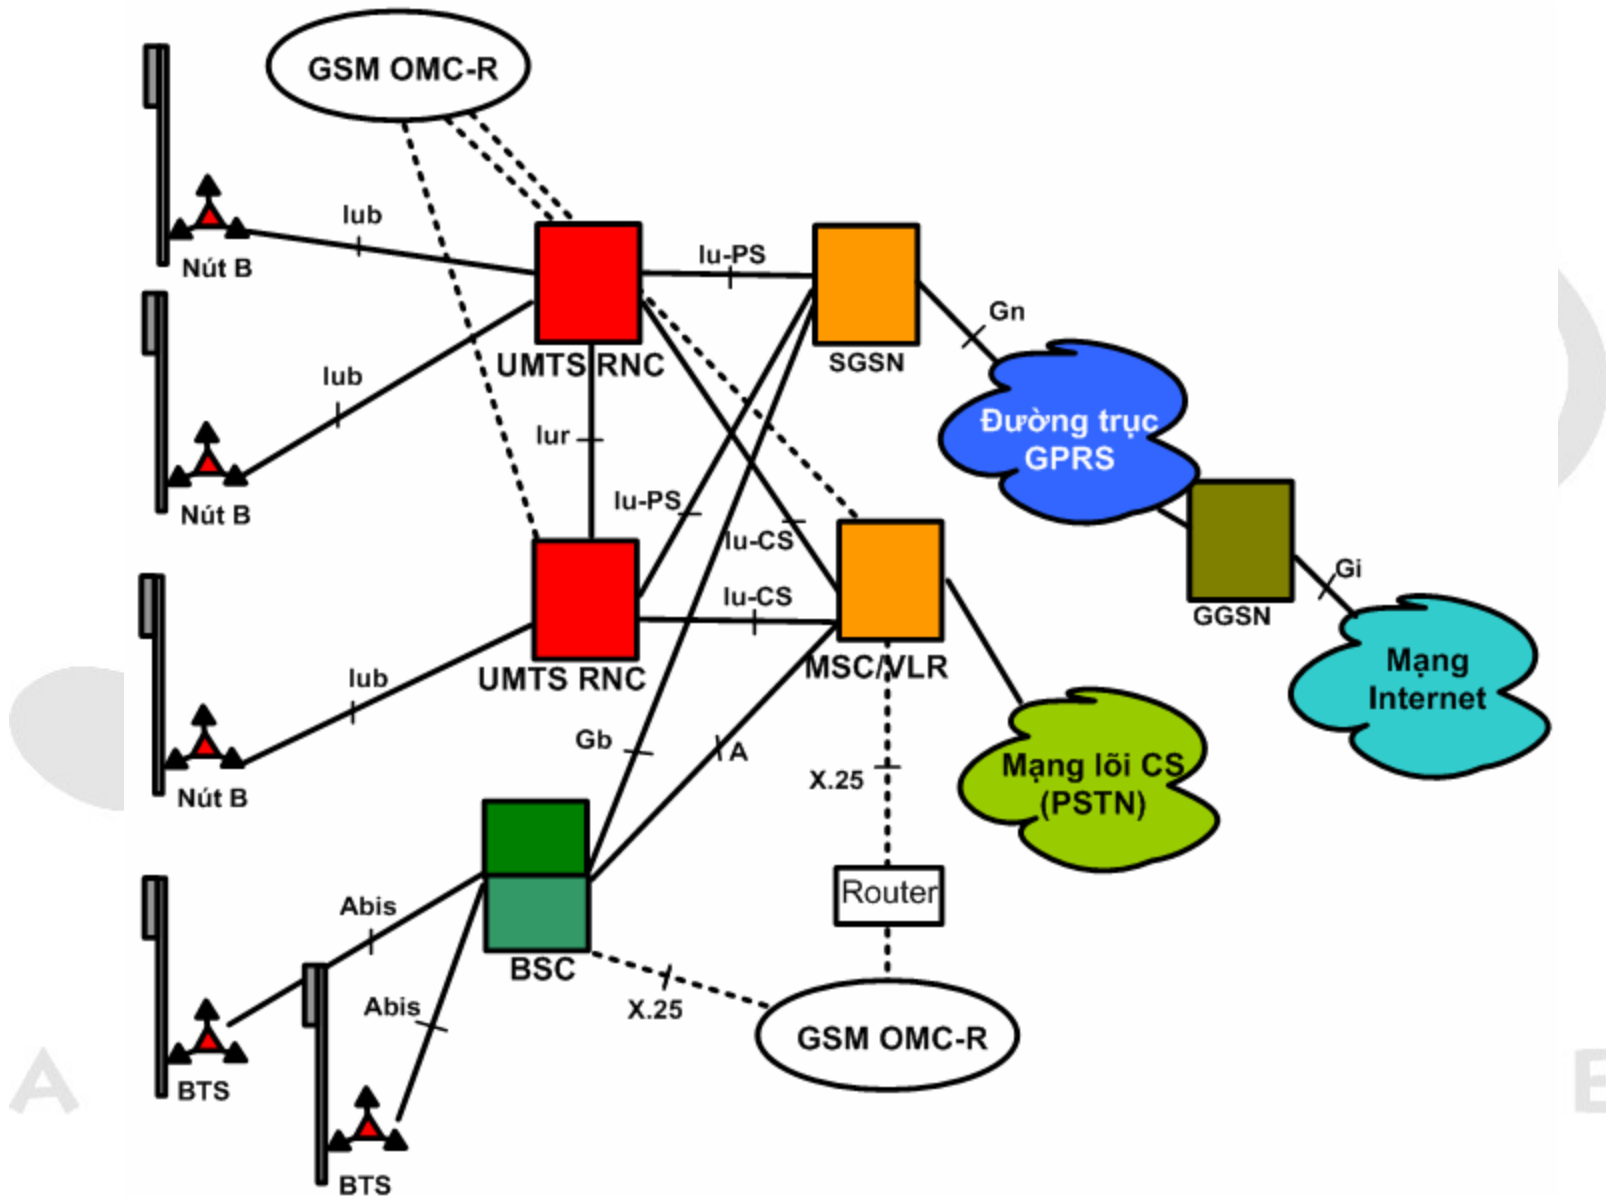 GSM OMC-R
Iub
Nút B
Iu-PS
UMTS RNC
SGSN
Gn
Iub
Nút B
Iur
Đường trục
GPRS
Iu-PS
Iu-CS
Iu-CS
GGSN
Gi
UMTS RNC
MSC/VLR
Mạng
Internet
Iub
Nút B
Gb
A
X.25
Mạng lõi CS
(PSTN)
Router
Abis
BSC
Abis
X.25
GSM OMC-R
BTS
BTS
A
E